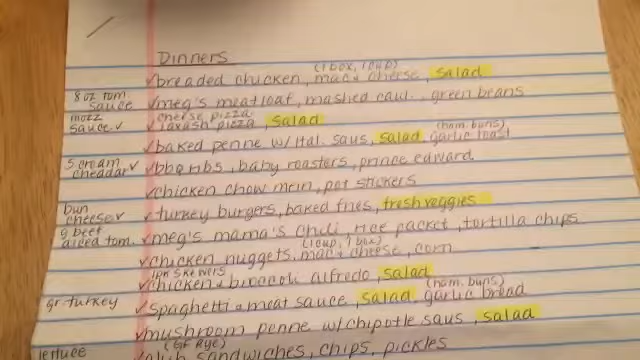 Dinners
(1 box, 1 cup)
✓breaded chicken, mac & cheese, salad
8 oz tom. sauce ✓meg's meatloaf, mashed caul., green beans
mozz cheese pizza
sauce ✓ ✓lavash pizza, salad
(ham. buns)
✓baked penne w/ital. saus, salad, garlic toast
s cream
cheddar ✓ ✓bbq ribs, baby roasters, prince edward
✓chicken chow mein, pot stickers
bun
cheese ✓ ✓turkey burgers, baked fries, fresh veggies
g beef
diced tom. ✓meg's mama's chili, rice packet, tortilla chips
(1 cup, 1 box)
✓chicken nuggets, mac & cheese, corn
skewers
✓chicken & broccoli alfredo, salad
(ham. buns)
gr. turkey ✓spaghetti & meat sauce, salad, garlic bread
✓mushroom penne w/chipotle saus, salad
(GF Rye)
lettuce sandwiches, chips, pickles